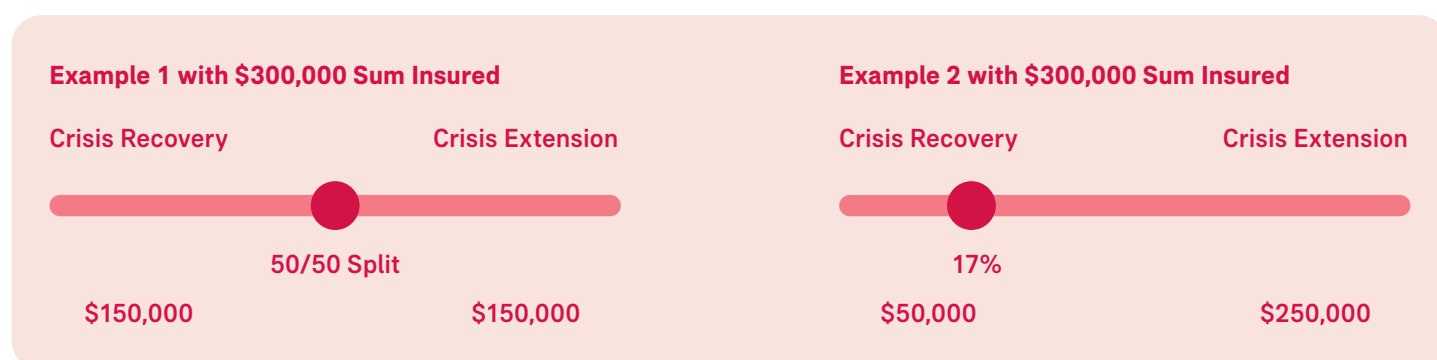 Example 1 with $300,000 Sum Insured
Crisis Recovery
Crisis Extension
50/50 Split
$150,000
$150,000
Example 2 with $300,000 Sum Insured
Crisis Recovery
Crisis Extension
17%
$50,000
$250,000